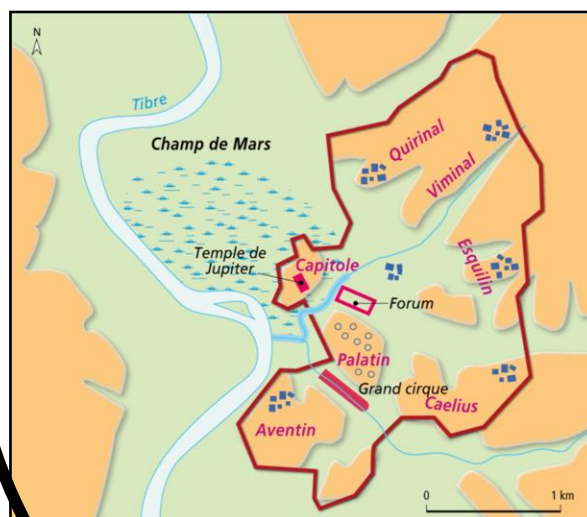 N
Tibre
Champ de Mars
Quirinal
Viminal
Temple de
Jupiter
Capitole
Esquilin
Forum
Palatin
Grand cirque
Caelius
Aventin
0
1 km